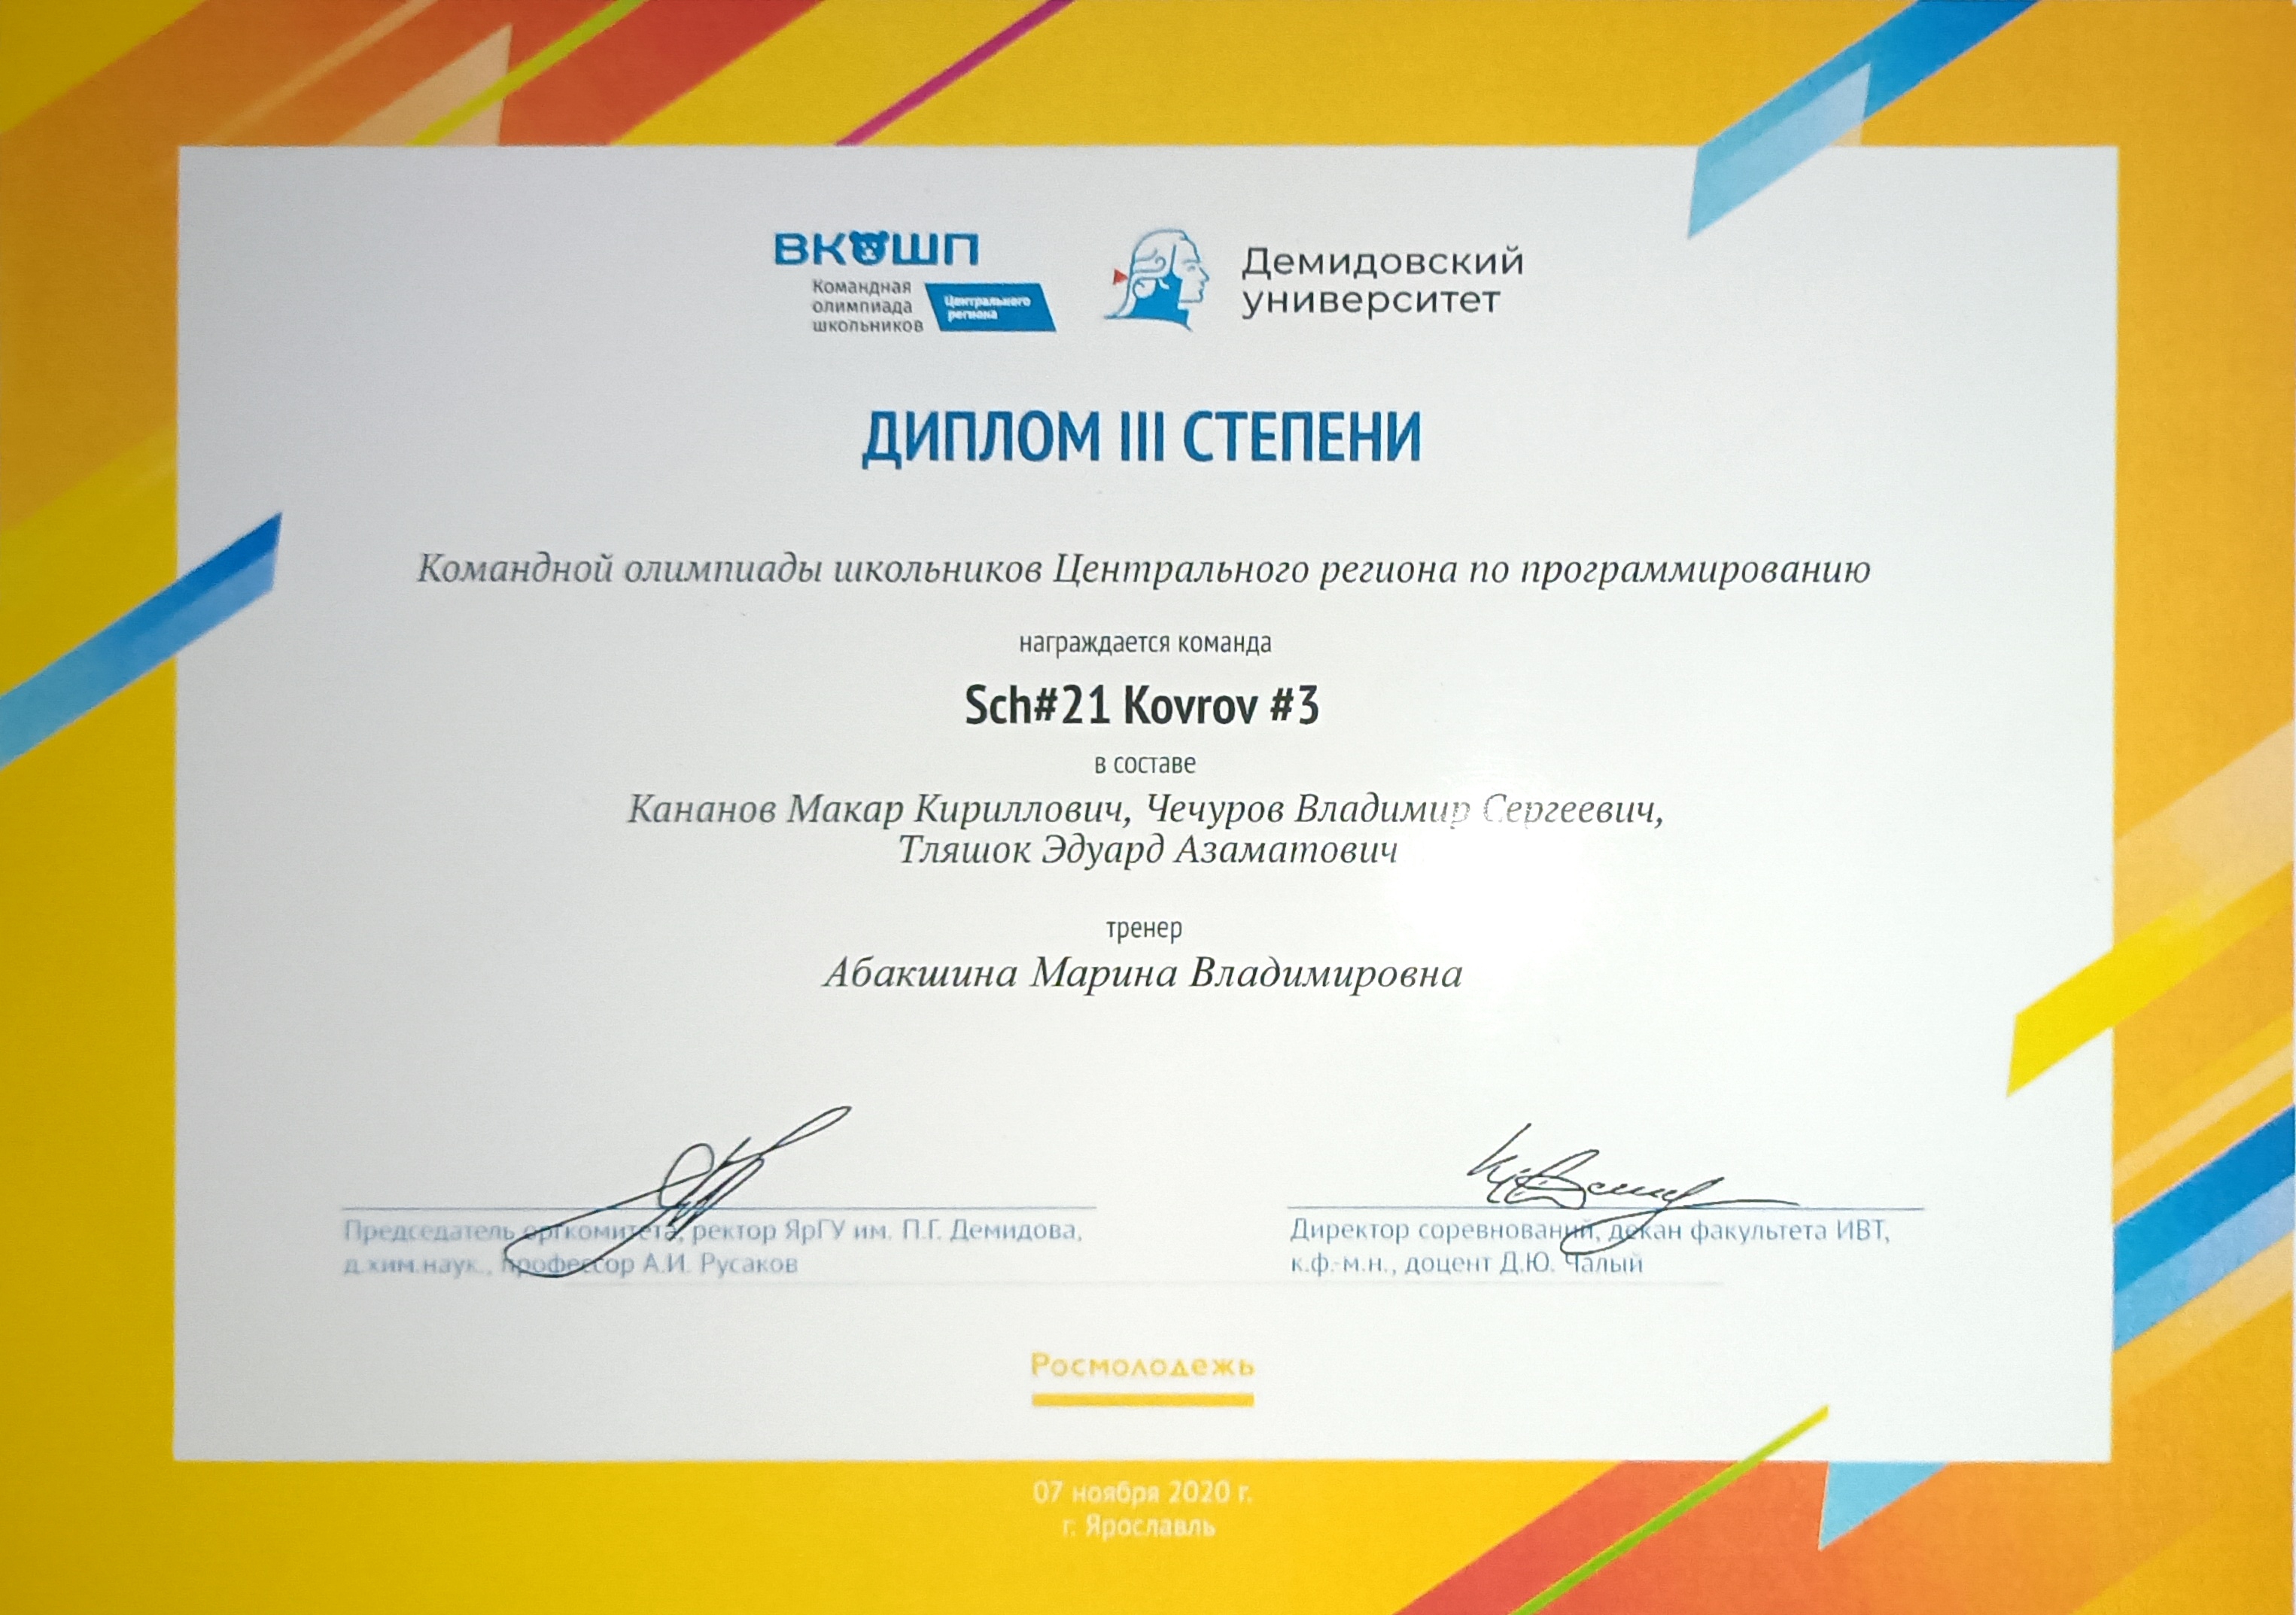 ВКОШП
Командная
олимпиада
школьников
Центрального
региона
Демидовский
университет
ДИПЛОМ III СТЕПЕНИ
Командной олимпиады школьников Центрального региона по программированию
награждается команда
Sch#21 Kovrov #3
в составе
Кананов Макар Кириллович, Чечуров Владимир Сергеевич,
Тляшок Эдуард Азаматович
тренер
Абакшина Марина Владимировна
Председатель оргкомитета, ректор ЯрГУ им. П.Г. Демидова,
д.хим.наук., профессор А.И. Русаков
Директор соревнований, декан факультета ИВТ,
к.ф.-м.н., доцент Д.Ю. Чалый
Росмолодежь
07 ноября 2020 г.
г. Ярославль